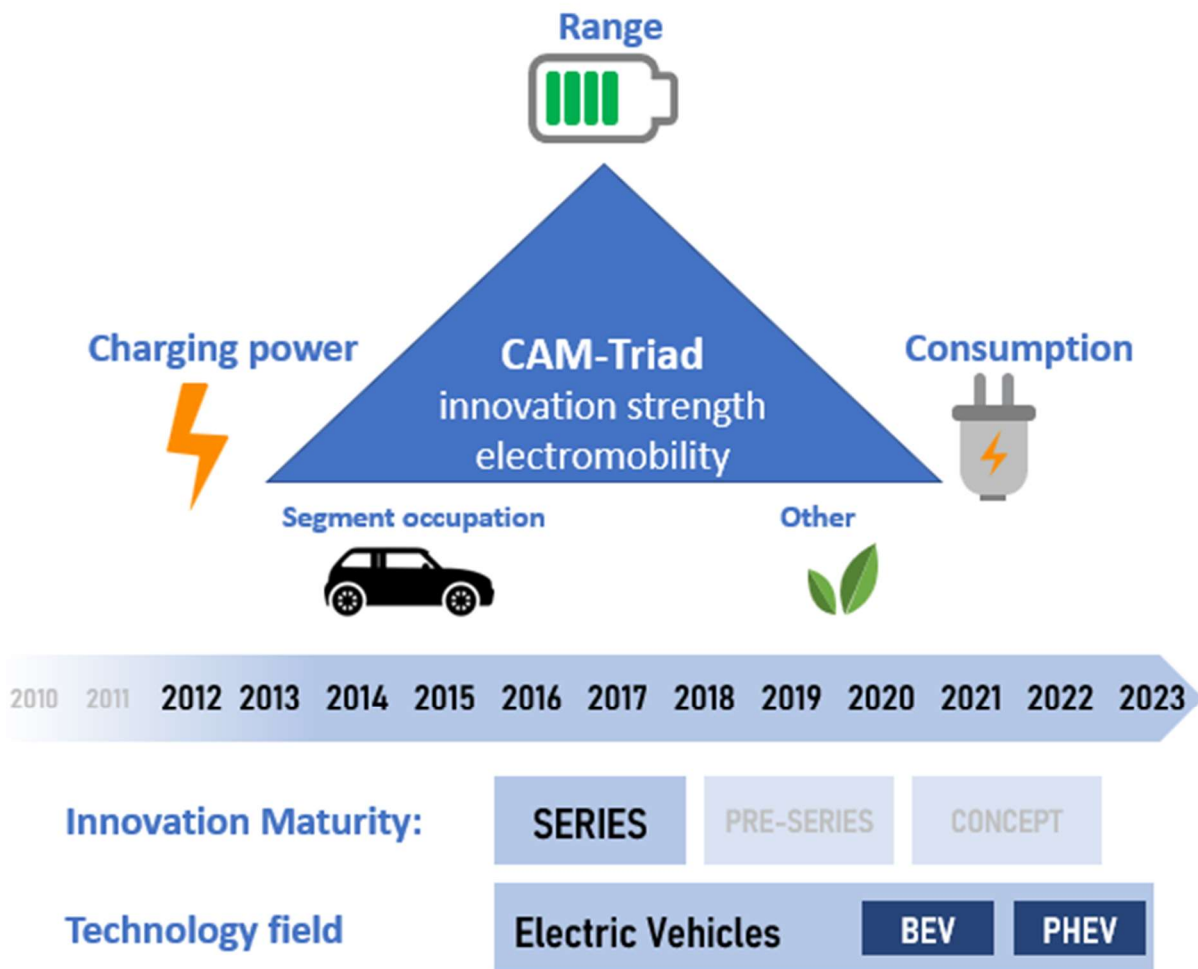 Range
Charging power
Consumption
CAM-Triad
innovation strength
electromobility
Segment occupation
Other
2010 2011 2012 2013 2014 2015 2016 2017 2018 2019 2020 2021 2022 2023
Innovation Maturity: SERIES PRE-SERIES CONCEPT
Technology field Electric Vehicles BEV PHEV